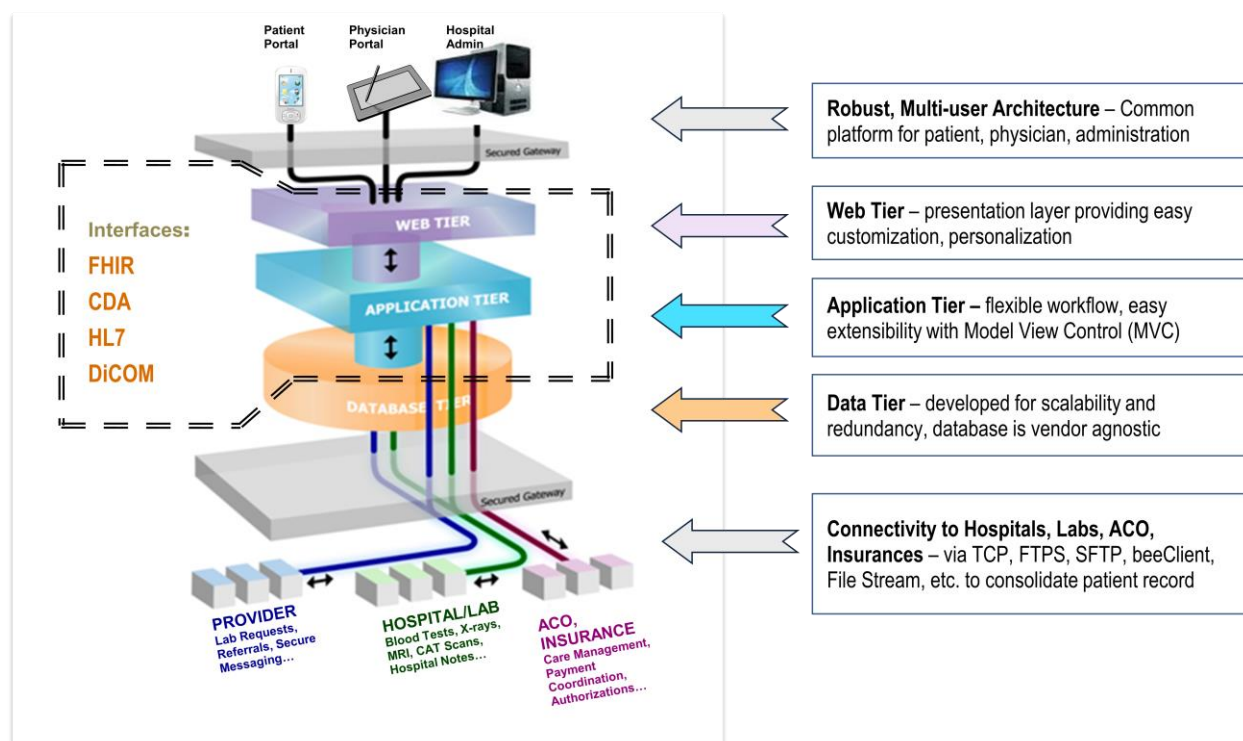 Patient
Portal
Physician
Portal
Hospital
Admin
Secured Gateway
Interfaces:
FHIR
CDA
HL7
DiCOM
WEB TIER
APPLICATION TIER
DATABASE TIER
Secured Gateway
PROVIDER
Lab Requests,
Referrals, Secure
Messaging…
HOSPITAL/LAB
Blood Tests, X-rays,
MRI, CAT Scans,
Hospital Notes…
ACO,
INSURANCE
Care Management,
Payment
Coordination,
Authorizations…
Robust, Multi-user Architecture – Common
platform for patient, physician, administration
Web Tier – presentation layer providing easy
customization, personalization
Application Tier – flexible workflow, easy
extensibility with Model View Control (MVC)
Data Tier – developed for scalability and
redundancy, database is vendor agnostic
Connectivity to Hospitals, Labs, ACO,
Insurances – via TCP, FTPS, SFTP, beeClient,
File Stream, etc. to consolidate patient record